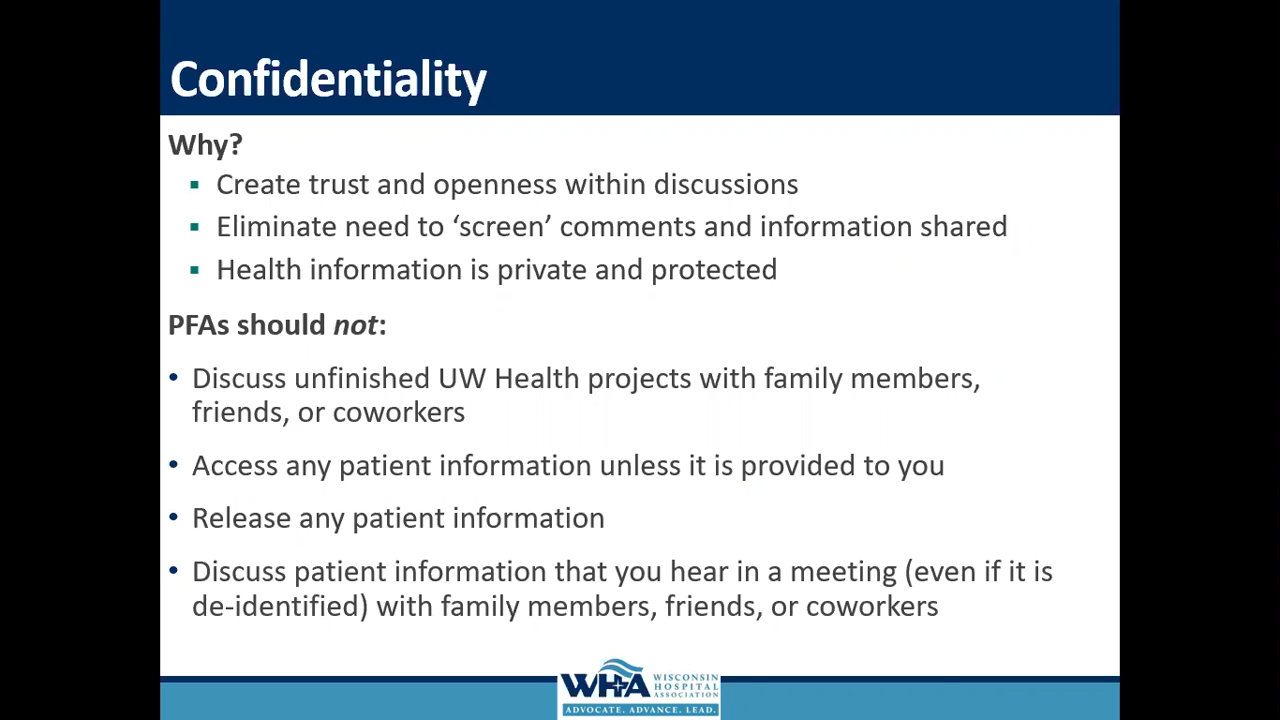 Confidentiality
Why?
▪ Create trust and openness within discussions
▪ Eliminate need to ‘screen’ comments and information shared
▪ Health information is private and protected
PFAs should not:
• Discuss unfinished UW Health projects with family members,
friends, or coworkers
• Access any patient information unless it is provided to you
• Release any patient information
• Discuss patient information that you hear in a meeting (even if it is
de-identified) with family members, friends, or coworkers
WHA
WISCONSIN
HOSPITAL
ASSOCIATION
ADVOCATE. ADVANCE. LEAD.